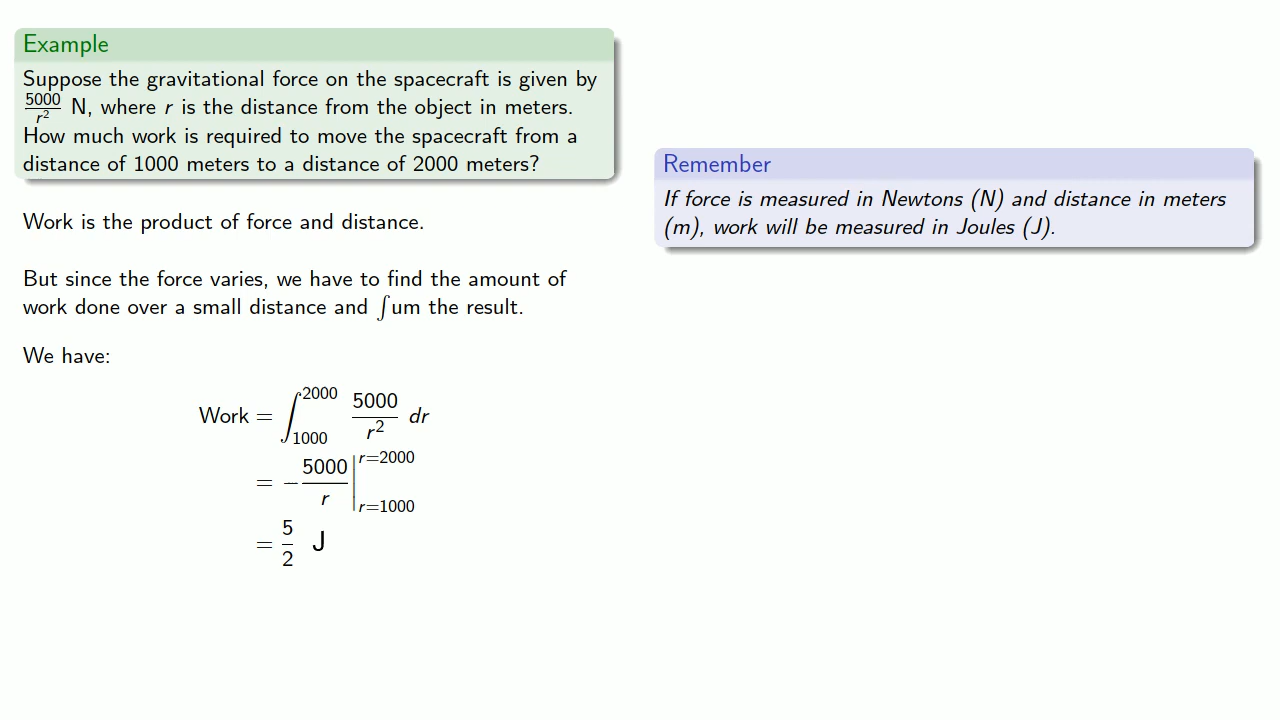 Example
Suppose the gravitational force on the spacecraft is given by
5000/r² N, where r is the distance from the object in meters.
How much work is required to move the spacecraft from a
distance of 1000 meters to a distance of 2000 meters?
Remember
If force is measured in Newtons (N) and distance in meters
(m), work will be measured in Joules (J).
Work is the product of force and distance.
But since the force varies, we have to find the amount of
work done over a small distance and ∫um the result.
We have:
Work = ∫_1000^2000 5000/r² dr
= −5000/r |_{r=1000}^{r=2000}
= 5/2 J